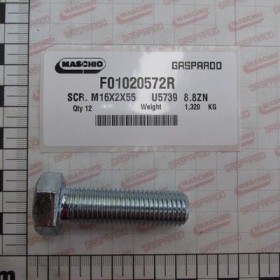 MASCHIO GASPARDO
F01020572R
SCR. M16X2X55 U5739 8.8ZN
Qty 12 Weight 1,320 KG